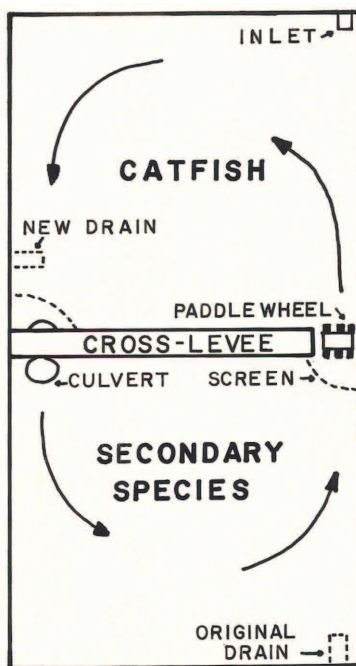 INLET
CATFISH
NEW DRAIN
PADDLE WHEEL
CROSS-LEVEE
CULVERT
SCREEN
SECONDARY
SPECIES
ORIGINAL
DRAIN